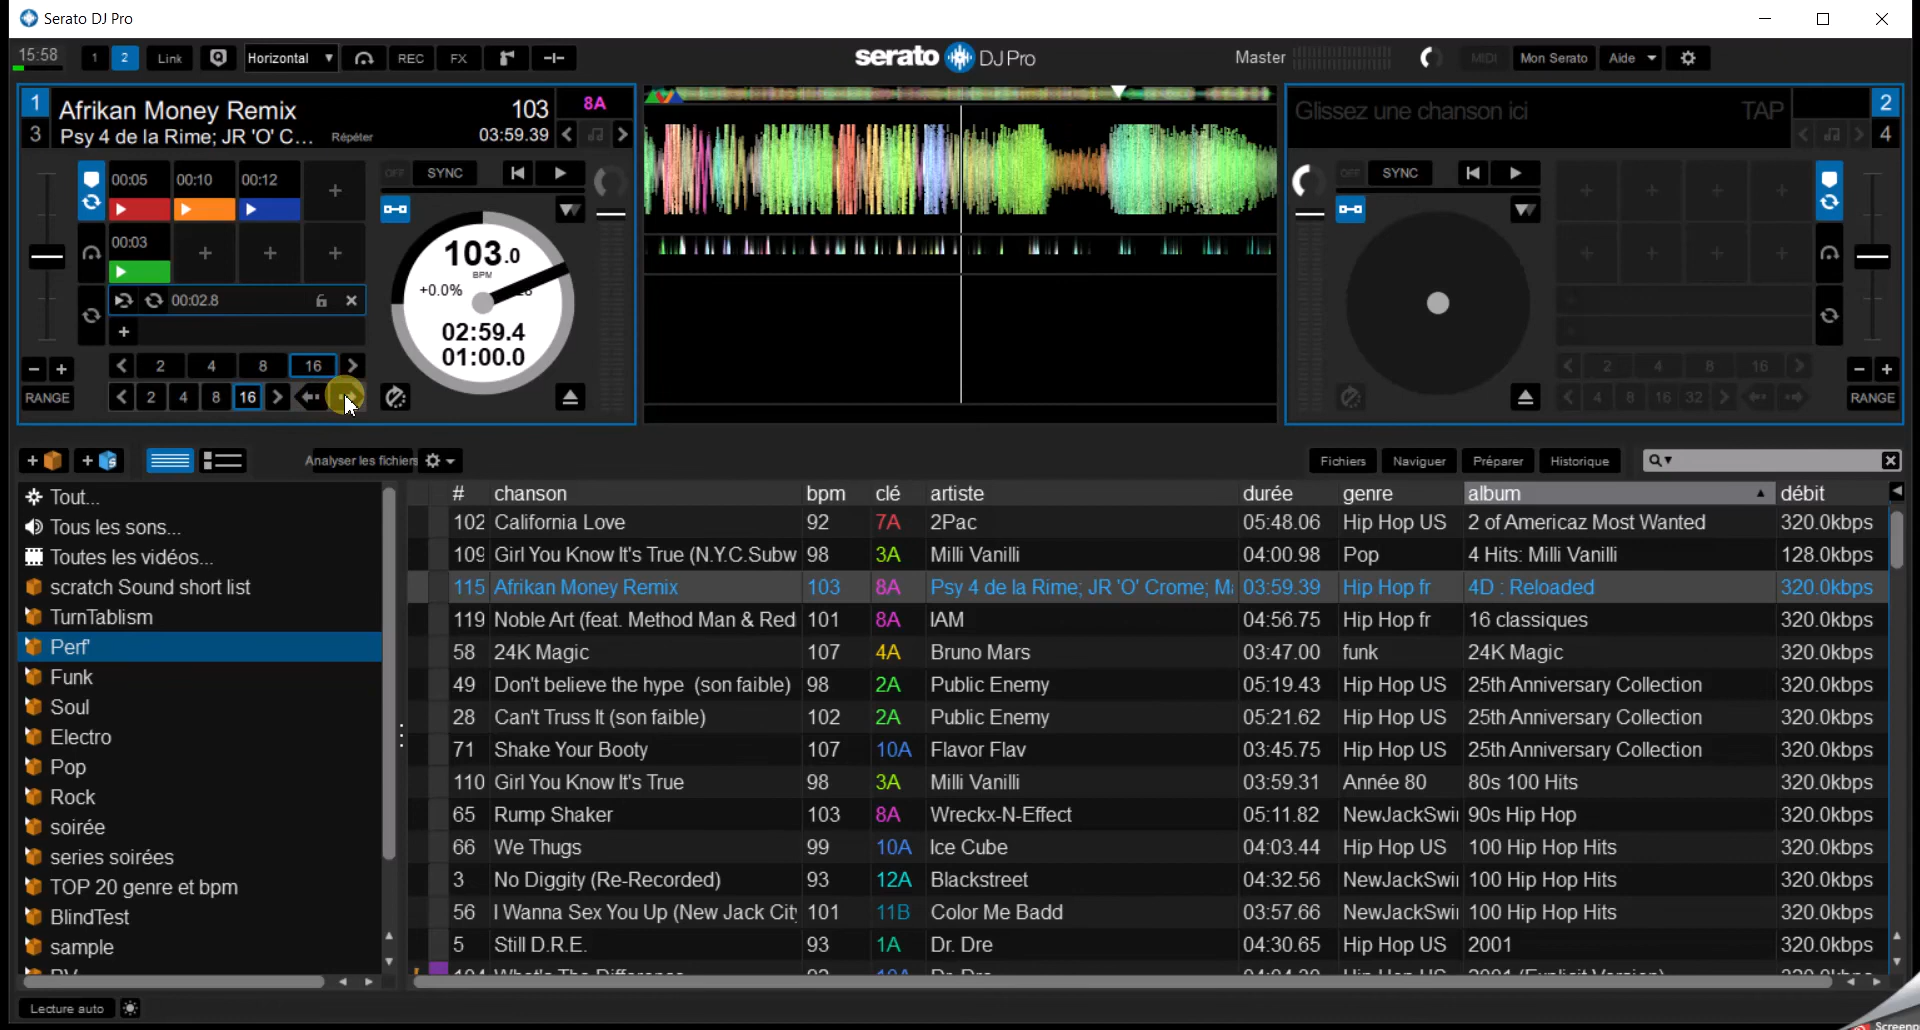 Serato DJ Pro
15:58
1
2
Link
Horizontal
REC
FX
serato DJ Pro
Master
MIDI
Mon Serato
Aide
1
Afrikan Money Remix
103
8A
3
Psy 4 de la Rime; JR 'O' C...
Répéter
03:59.39
00:05
00:10
00:12
00:03
OFF
SYNC
103.0
BPM
+0.0%
02:59.4
01:00.0
00:02.8
2
4
8
16
2
4
8
16
RANGE
Glissez une chanson ici
TAP
2
4
OFF
SYNC
2
4
8
16
4
8
16
32
RANGE
Analyser les fichiers
Fichiers
Naviguer
Préparer
Historique
Tout...
Tous les sons...
Toutes les vidéos...
scratch Sound short list
TurnTablism
Perf'
Funk
Soul
Electro
Pop
Rock
soirée
series soirées
TOP 20 genre et bpm
BlindTest
sample
# chanson bpm clé artiste durée genre album débit
102 California Love 92 7A 2Pac 05:48.06 Hip Hop US 2 of Americaz Most Wanted 320.0kbps
109 Girl You Know It's True (N.Y.C.Subw 98 3A Milli Vanilli 04:00.98 Pop 4 Hits: Milli Vanilli 128.0kbps
115 Afrikan Money Remix 103 8A Psy 4 de la Rime; JR 'O' Crome; M 03:59.39 Hip Hop fr 4D : Reloaded 320.0kbps
119 Noble Art (feat. Method Man & Red 101 8A IAM 04:56.75 Hip Hop fr 16 classiques 320.0kbps
58 24K Magic 107 4A Bruno Mars 03:47.00 funk 24K Magic 320.0kbps
49 Don't believe the hype (son faible) 98 2A Public Enemy 05:19.43 Hip Hop US 25th Anniversary Collection 320.0kbps
28 Can't Truss It (son faible) 102 2A Public Enemy 05:21.62 Hip Hop US 25th Anniversary Collection 320.0kbps
71 Shake Your Booty 107 10A Flavor Flav 03:45.75 Hip Hop US 25th Anniversary Collection 320.0kbps
110 Girl You Know It's True 98 3A Milli Vanilli 03:59.31 Année 80 80s 100 Hits 320.0kbps
65 Rump Shaker 103 8A Wreckx-N-Effect 05:11.82 NewJackSwi 90s Hip Hop 320.0kbps
66 We Thugs 99 10A Ice Cube 04:03.44 Hip Hop US 100 Hip Hop Hits 320.0kbps
3 No Diggity (Re-Recorded) 93 12A Blackstreet 04:32.56 NewJackSwi 100 Hip Hop Hits 320.0kbps
56 I Wanna Sex You Up (New Jack Cit 101 11B Color Me Badd 03:57.66 NewJackSwi 100 Hip Hop Hits 320.0kbps
5 Still D.R.E. 93 1A Dr. Dre 04:30.65 Hip Hop US 2001 320.0kbps
Lecture auto